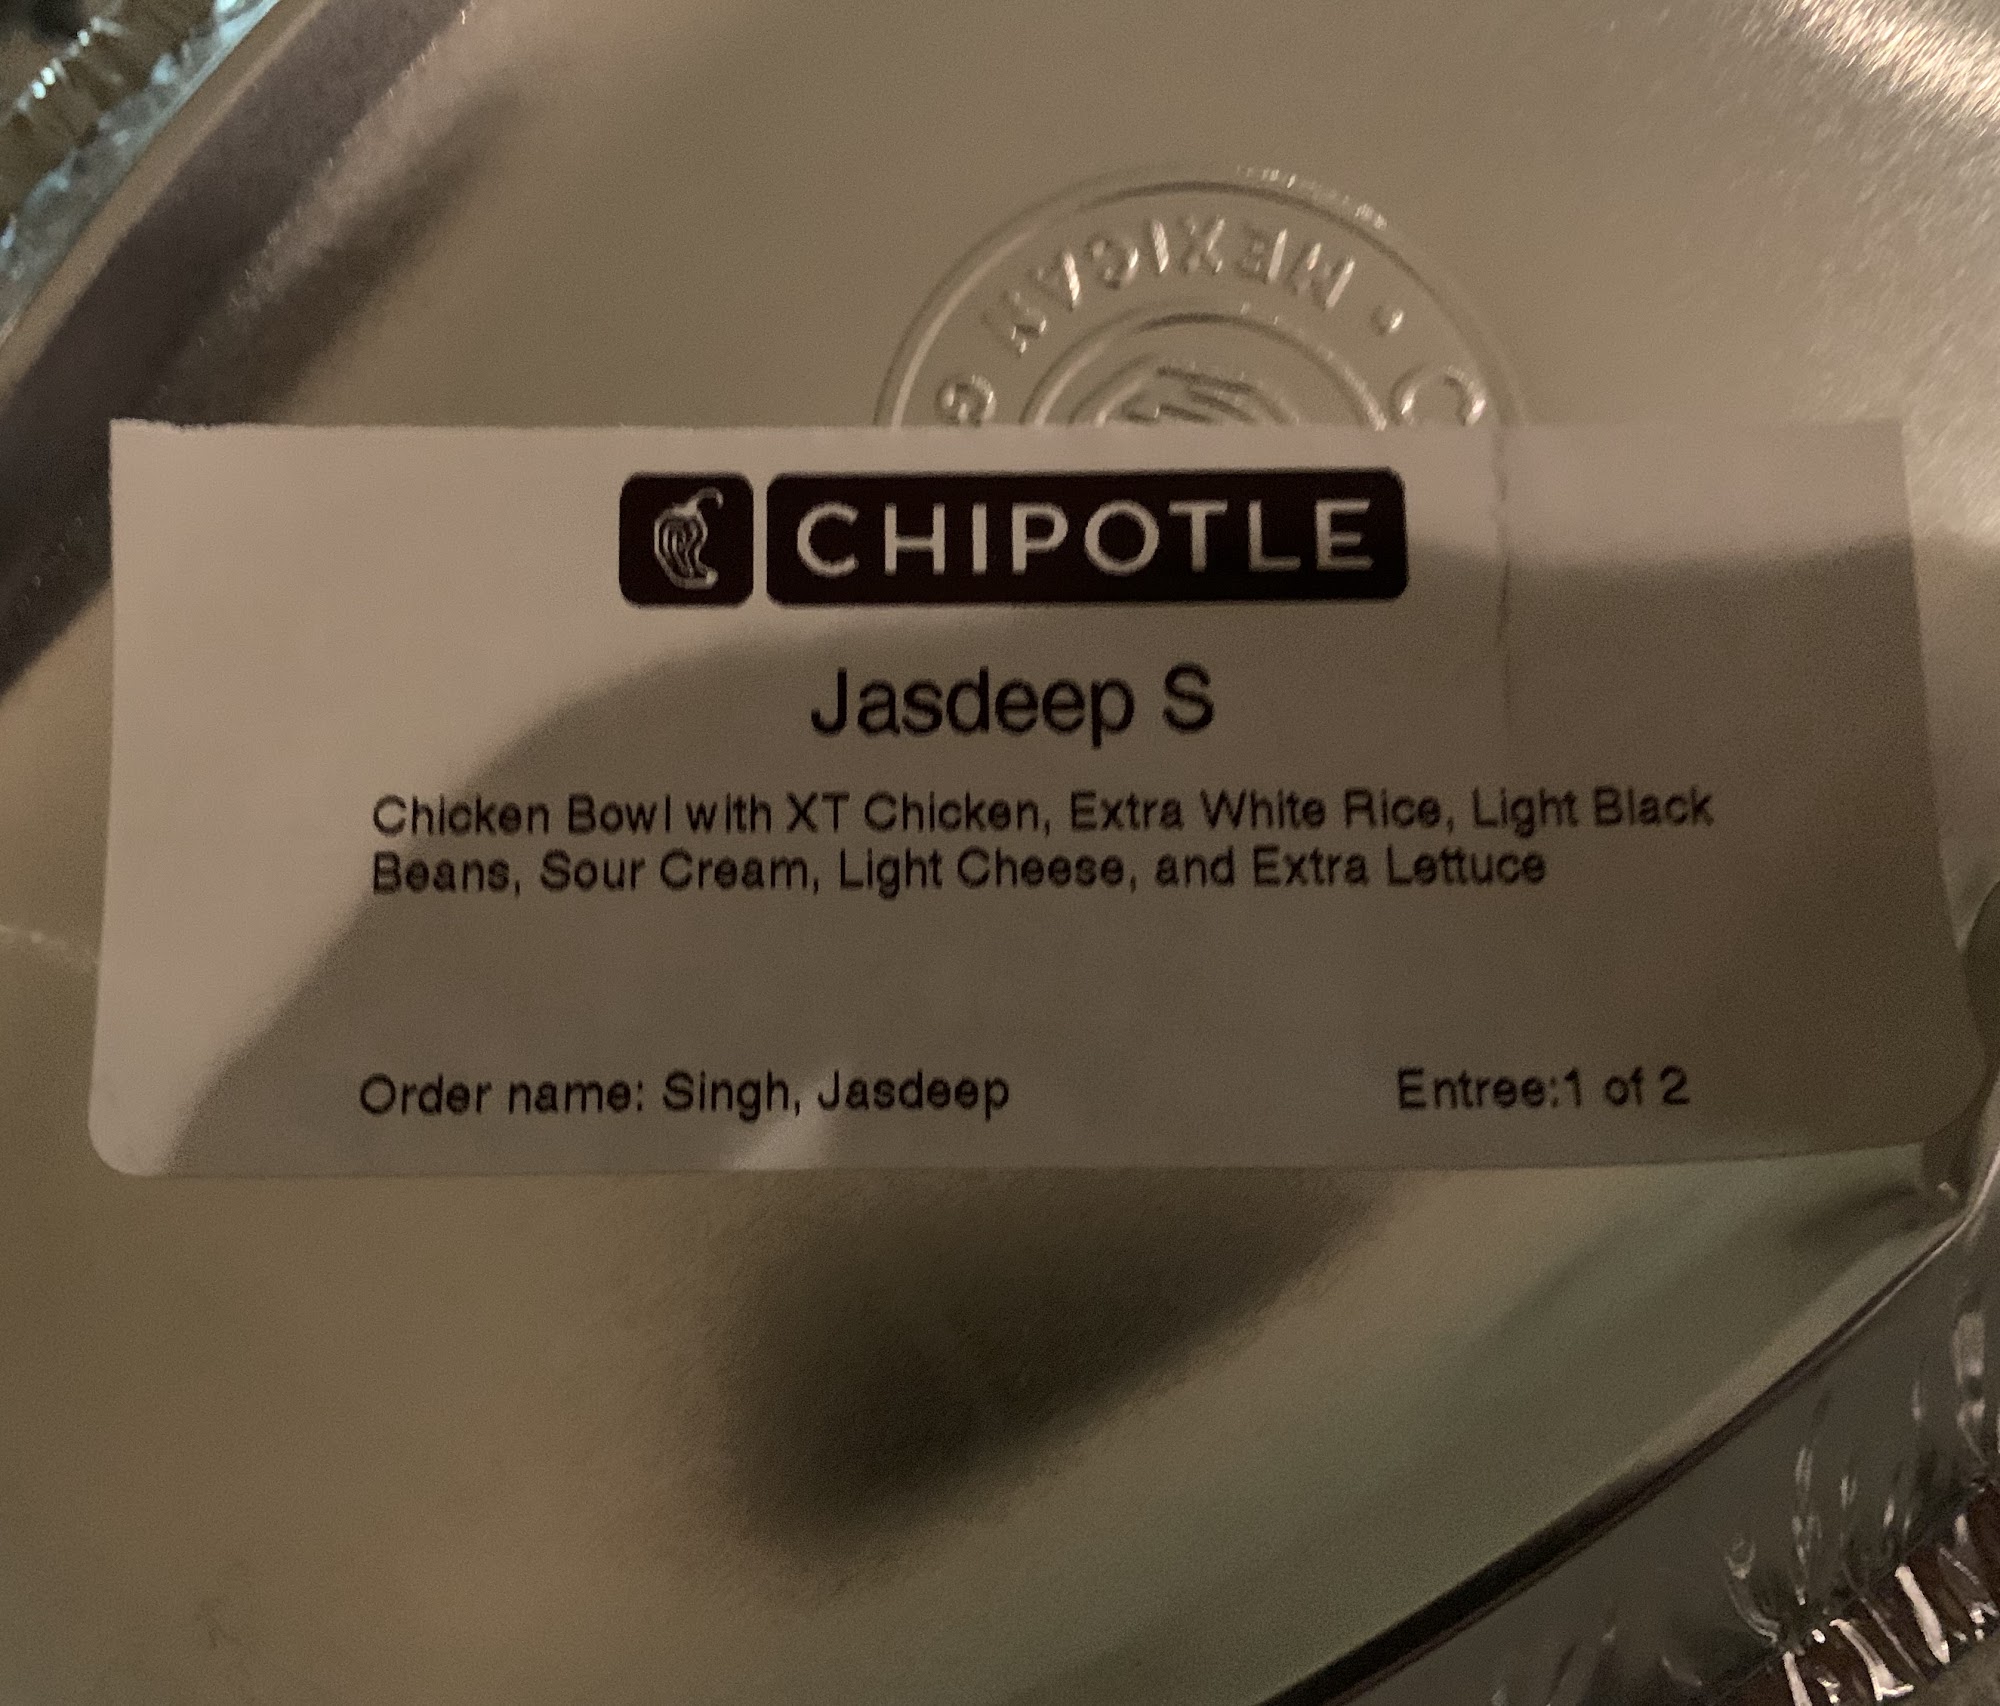 MEXICAN
CHIPOTLE
Jasdeep S
Chicken Bowl with XT Chicken, Extra White Rice, Light Black
Beans, Sour Cream, Light Cheese, and Extra Lettuce
Order name: Singh, Jasdeep
Entree:1 of 2